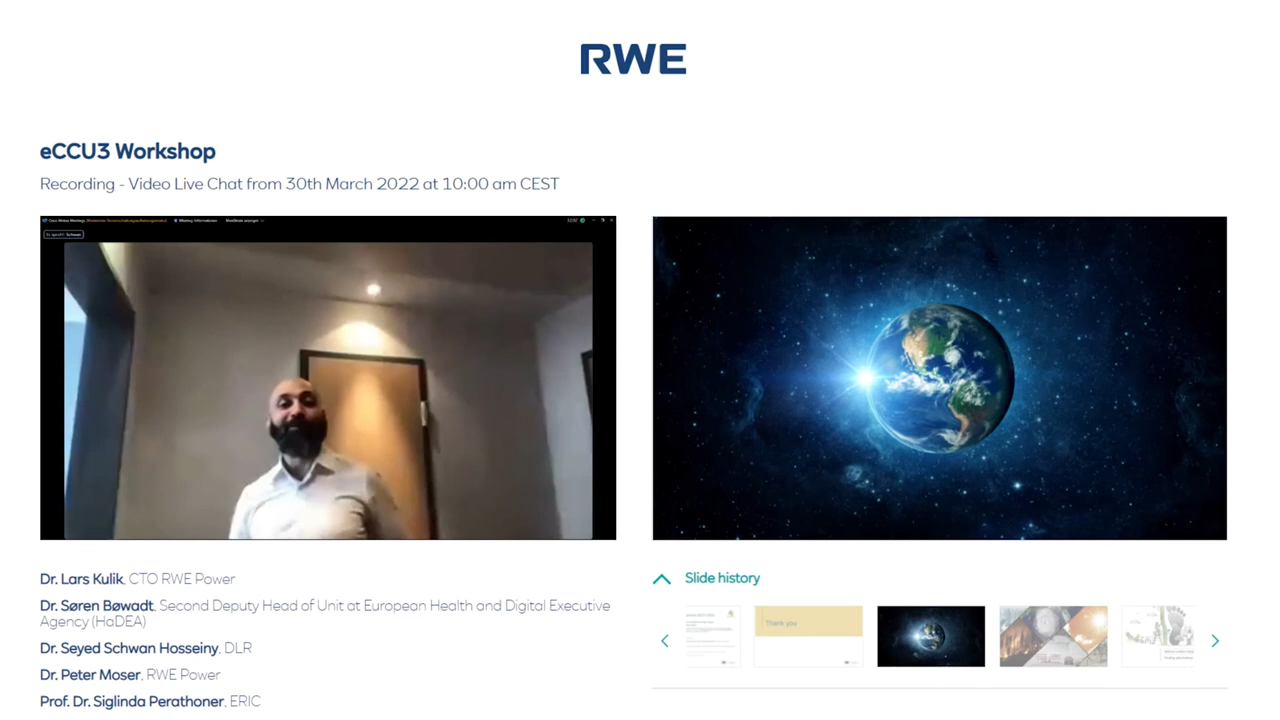 RWE
eCCU3 Workshop
Recording - Video Live Chat from 30th March 2022 at 10:00 am CEST
Dr. Lars Kulik, CTO RWE Power
Dr. Søren Bøwadt, Second Deputy Head of Unit at European Health and Digital Executive
Agency (HaDEA)
Dr. Seyed Schwan Hosseiny, DLR
Dr. Peter Moser, RWE Power
Prof. Dr. Siglinda Perathoner, ERIC
Slide history
Thank you